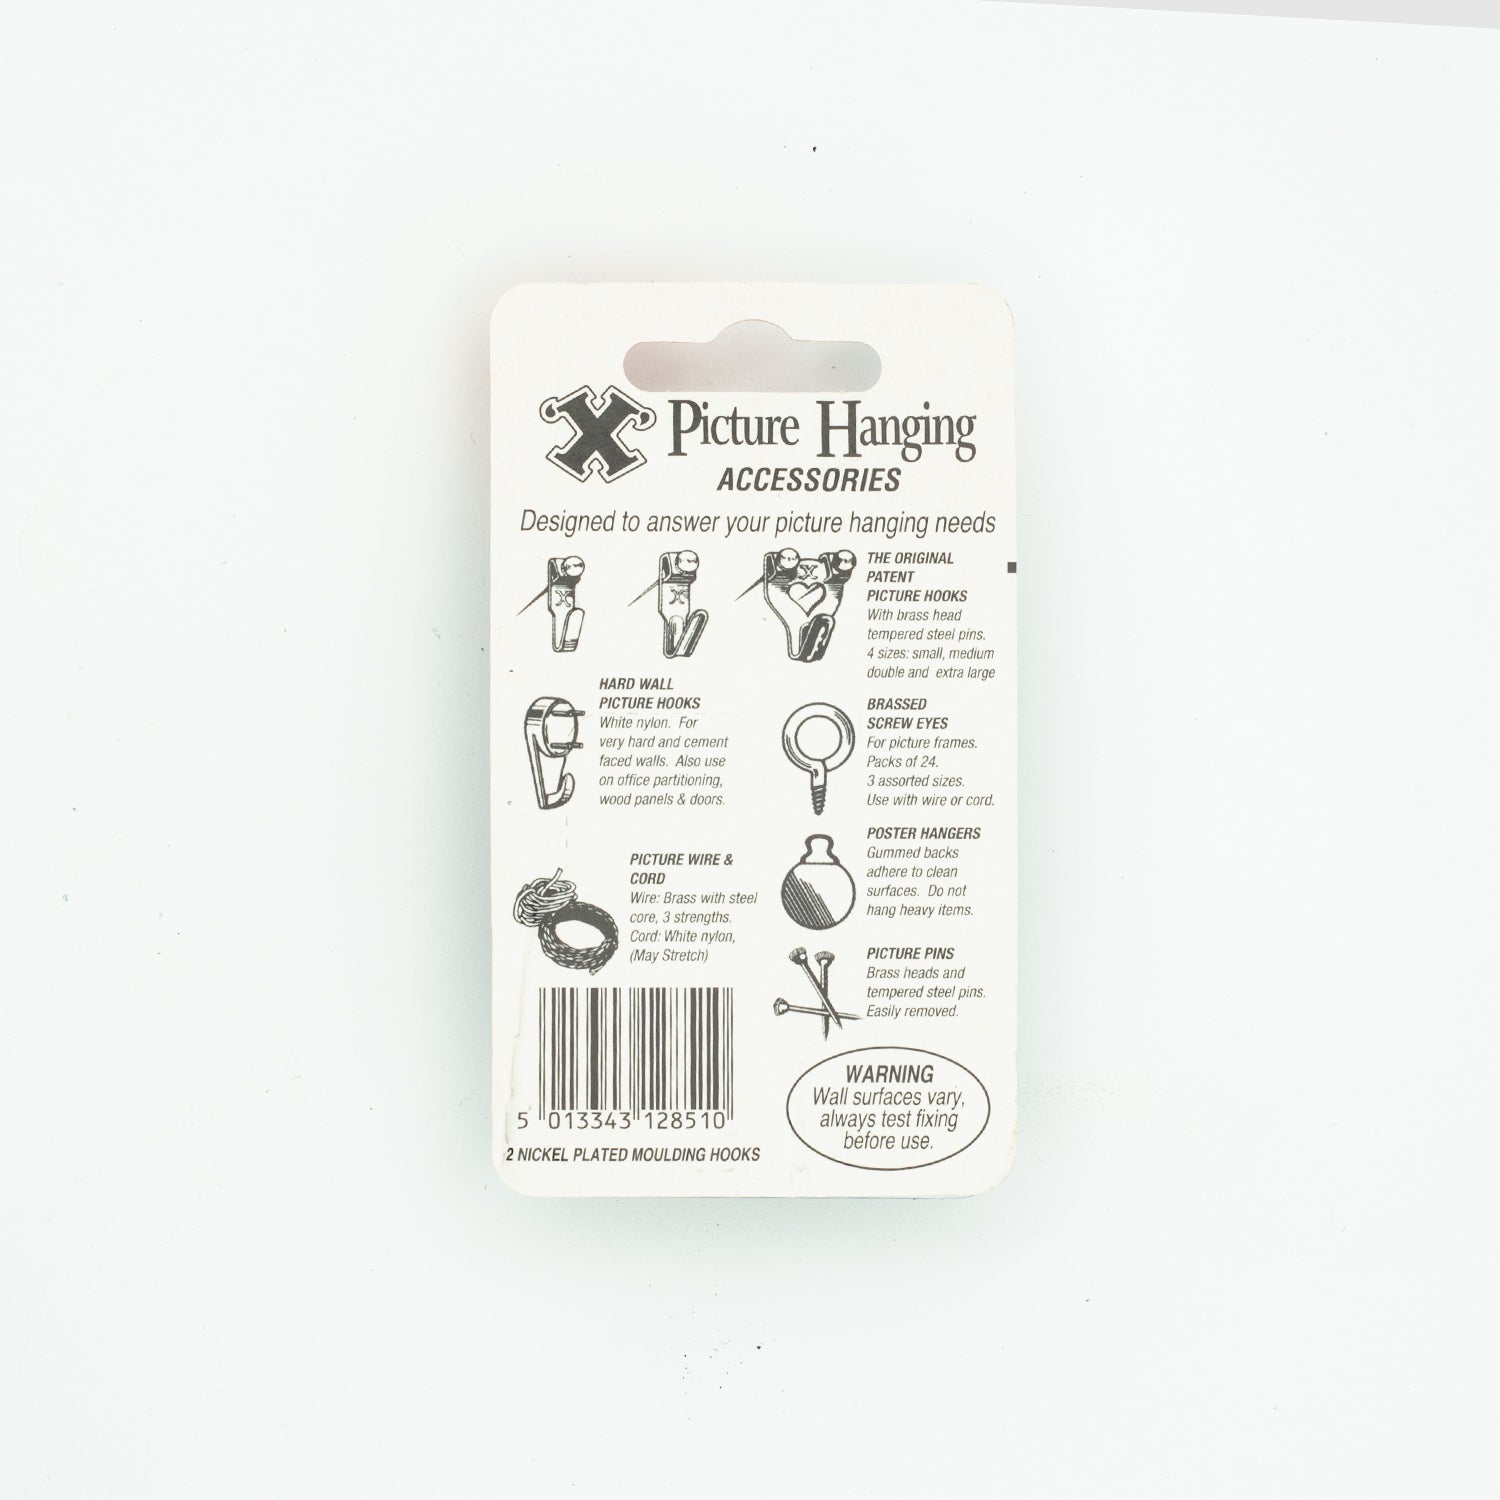 X Picture Hanging
ACCESSORIES
Designed to answer your picture hanging needs
THE ORIGINAL
PATENT
PICTURE HOOKS
With brass head
tempered steel pins.
4 sizes: small, medium
double and extra large
HARD WALL
PICTURE HOOKS
White nylon. For
very hard and cement
faced walls. Also use
on office partitioning,
wood panels & doors.
BRASSED
SCREW EYES
For picture frames.
Packs of 24.
3 assorted sizes.
Use with wire or cord.
POSTER HANGERS
Gummed backs
adhere to clean
surfaces. Do not
hang heavy items.
PICTURE WIRE &
CORD
Wire: Brass with steel
core, 3 strengths.
Cord: White nylon,
(May Stretch)
PICTURE PINS
Brass heads and
tempered steel pins.
Easily removed.
5 013343 128510
2 NICKEL PLATED MOULDING HOOKS
WARNING
Wall surfaces vary,
always test fixing
before use.